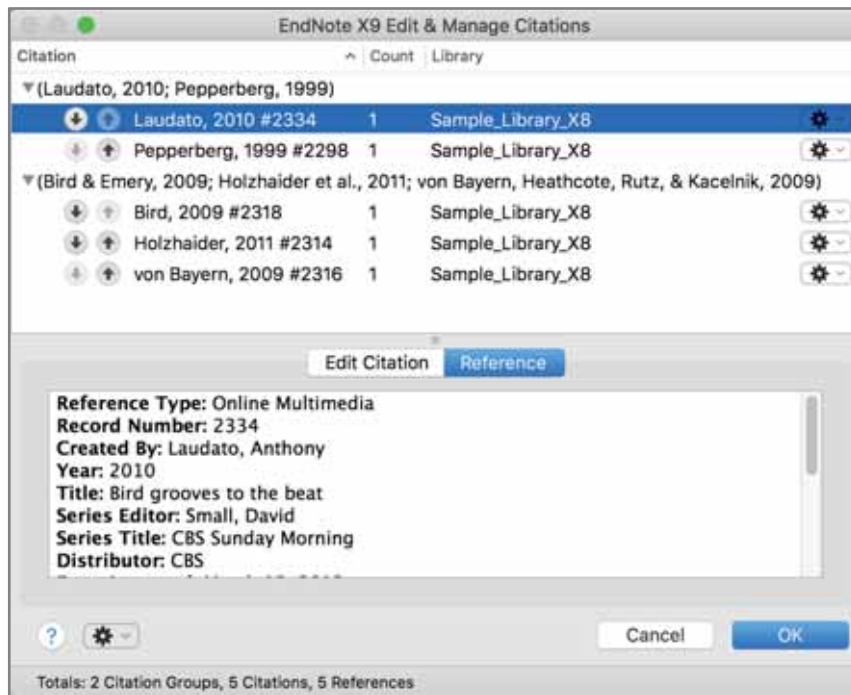 EndNote X9 Edit & Manage Citations
Citation Count Library
(Laudato, 2010; Pepperberg, 1999)
Laudato, 2010 #2334 1 Sample_Library_X8
Pepperberg, 1999 #2298 1 Sample_Library_X8
(Bird & Emery, 2009; Holzhaider et al., 2011; von Bayern, Heathcote, Rutz, & Kacelnik, 2009)
Bird, 2009 #2318 1 Sample_Library_X8
Holzhaider, 2011 #2314 1 Sample_Library_X8
von Bayern, 2009 #2316 1 Sample_Library_X8
Edit Citation Reference
Reference Type: Online Multimedia
Record Number: 2334
Created By: Laudato, Anthony
Year: 2010
Title: Bird grooves to the beat
Series Editor: Small, David
Series Title: CBS Sunday Morning
Distributor: CBS
? Cancel OK
Totals: 2 Citation Groups, 5 Citations, 5 References